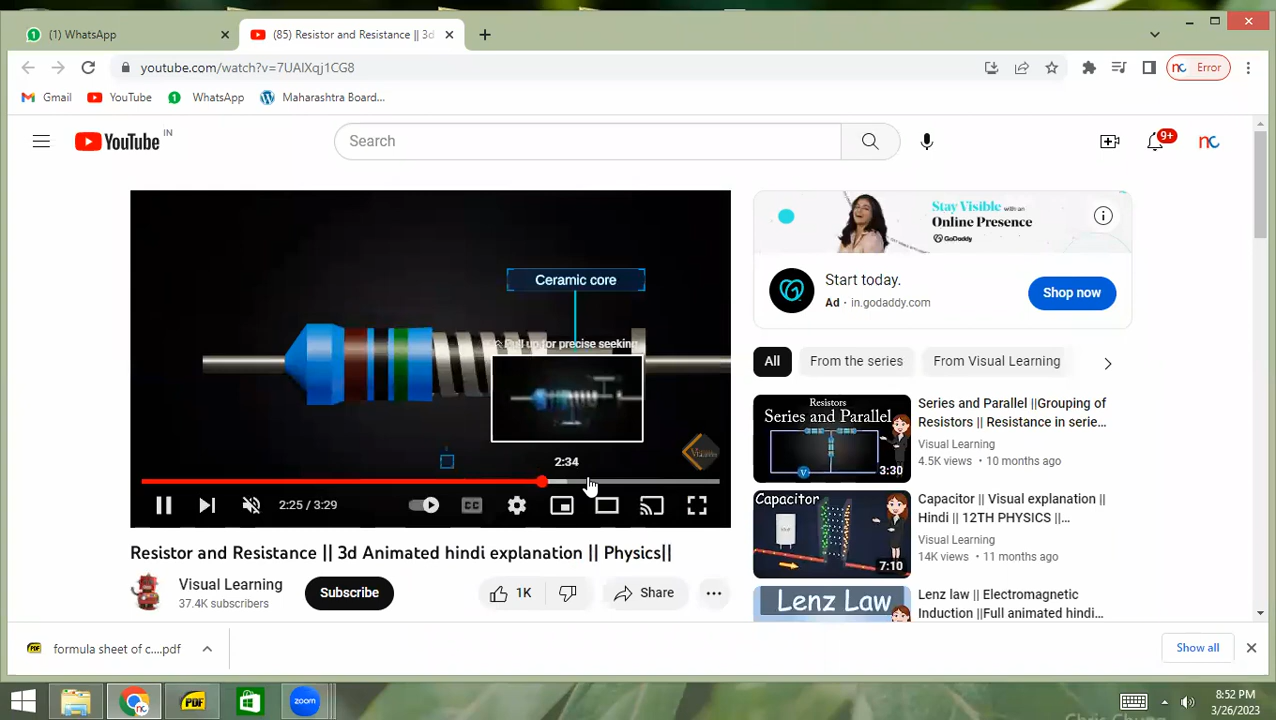 (1) WhatsApp
(85) Resistor and Resistance || 3d
youtube.com/watch?v=7UAlXqj1CG8
nc Error
Gmail
YouTube
WhatsApp
Maharashtra Board...
YouTube IN
Search
9+
nc
Ceramic core
Pull up for precise seeking
2:34
2:25 / 3:29
CC
Resistor and Resistance || 3d Animated hindi explanation || Physics||
Visual Learning
37.4K subscribers
Subscribe
1K
Share
Stay Visible with an
Online Presence
GoDaddy
Start today.
Ad · in.godaddy.com
Shop now
All
From the series
From Visual Learning
Resistors
Series and Parallel
3:30
Series and Parallel ||Grouping of
Resistors || Resistance in serie...
Visual Learning
4.5K views • 10 months ago
Capacitor
7:10
Capacitor || Visual explanation ||
Hindi || 12TH PHYSICS ||...
Visual Learning
14K views • 11 months ago
Lenz Law
Lenz law || Electromagnetic
Induction ||Full animated hindi...
formula sheet of c....pdf
Show all
PDF
zoom
8:52 PM
3/26/2023
Chris Chung